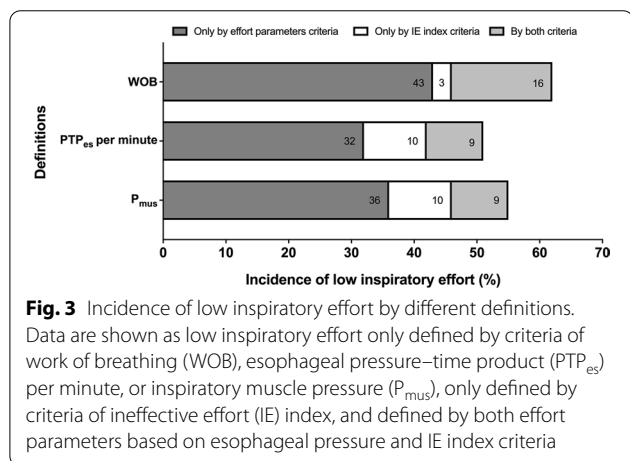 Only by effort parameters criteria Only by IE index criteria By both criteria
Definitions
WOB 43 3 16
PTPes per minute 32 10 9
Pmus 36 10 9
0 10 20 30 40 50 60 70
Incidence of low inspiratory effort (%)
Fig. 3 Incidence of low inspiratory effort by different definitions.
Data are shown as low inspiratory effort only defined by criteria of
work of breathing (WOB), esophageal pressure–time product (PTPes)
per minute, or inspiratory muscle pressure (Pmus), only defined by
criteria of ineffective effort (IE) index, and defined by both effort
parameters based on esophageal pressure and IE index criteria